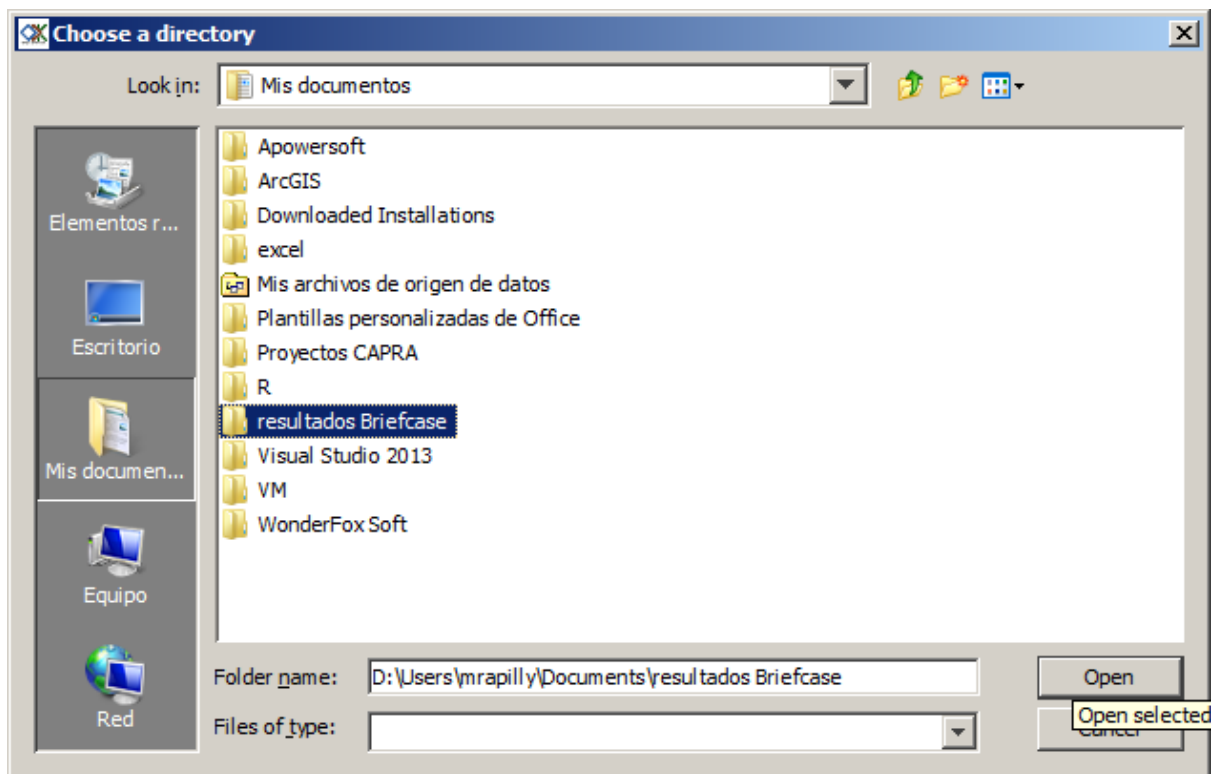 Choose a directory
Look in: Mis documentos
Elementos r...
Escritorio
Mis documen...
Equipo
Red
Apowersoft
ArcGIS
Downloaded Installations
excel
Mis archivos de origen de datos
Plantillas personalizadas de Office
Proyectos CAPRA
R
resultados Briefcase
Visual Studio 2013
VM
WonderFox Soft
Folder name: D:\Users\mrapilly\Documents\resultados Briefcase Open
Files of type: Cancel
Open selected